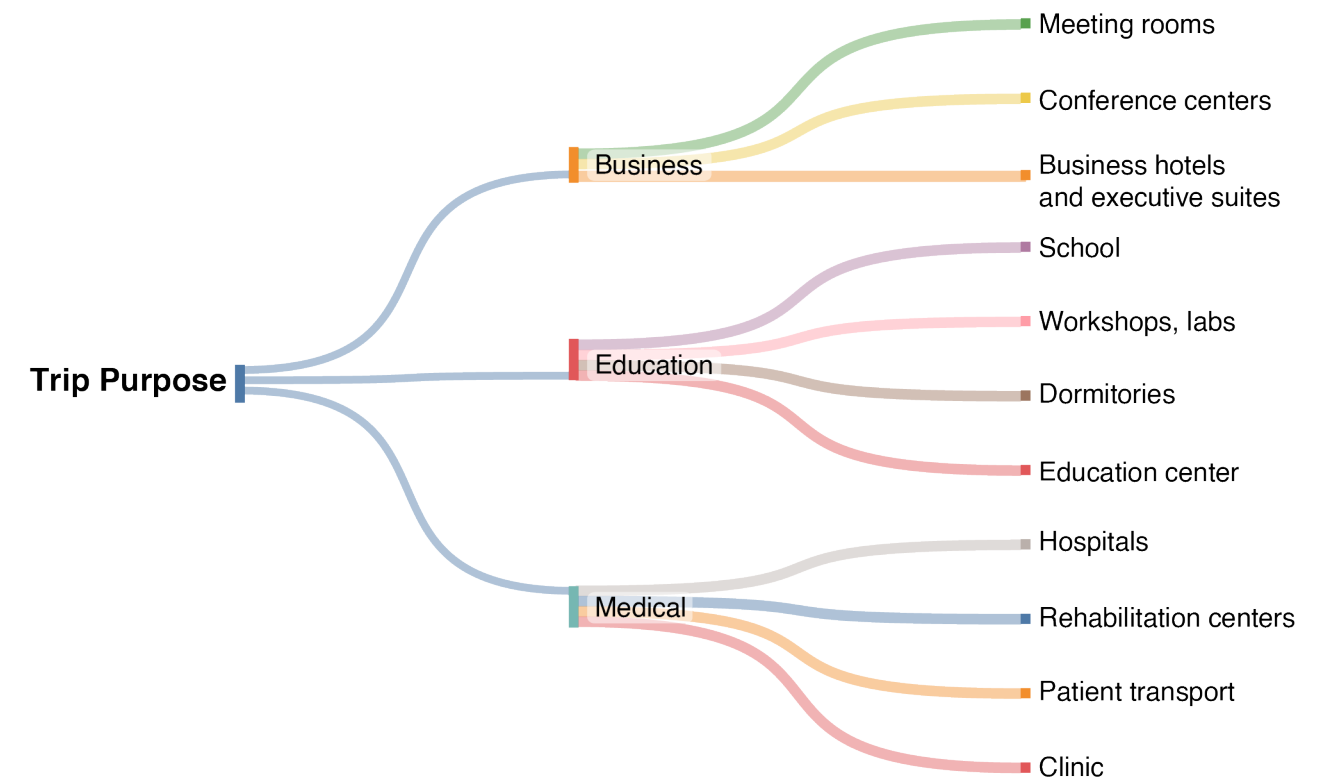 Trip Purpose
Business
Meeting rooms
Conference centers
Business hotels
and executive suites
Education
School
Workshops, labs
Dormitories
Education center
Medical
Hospitals
Rehabilitation centers
Patient transport
Clinic